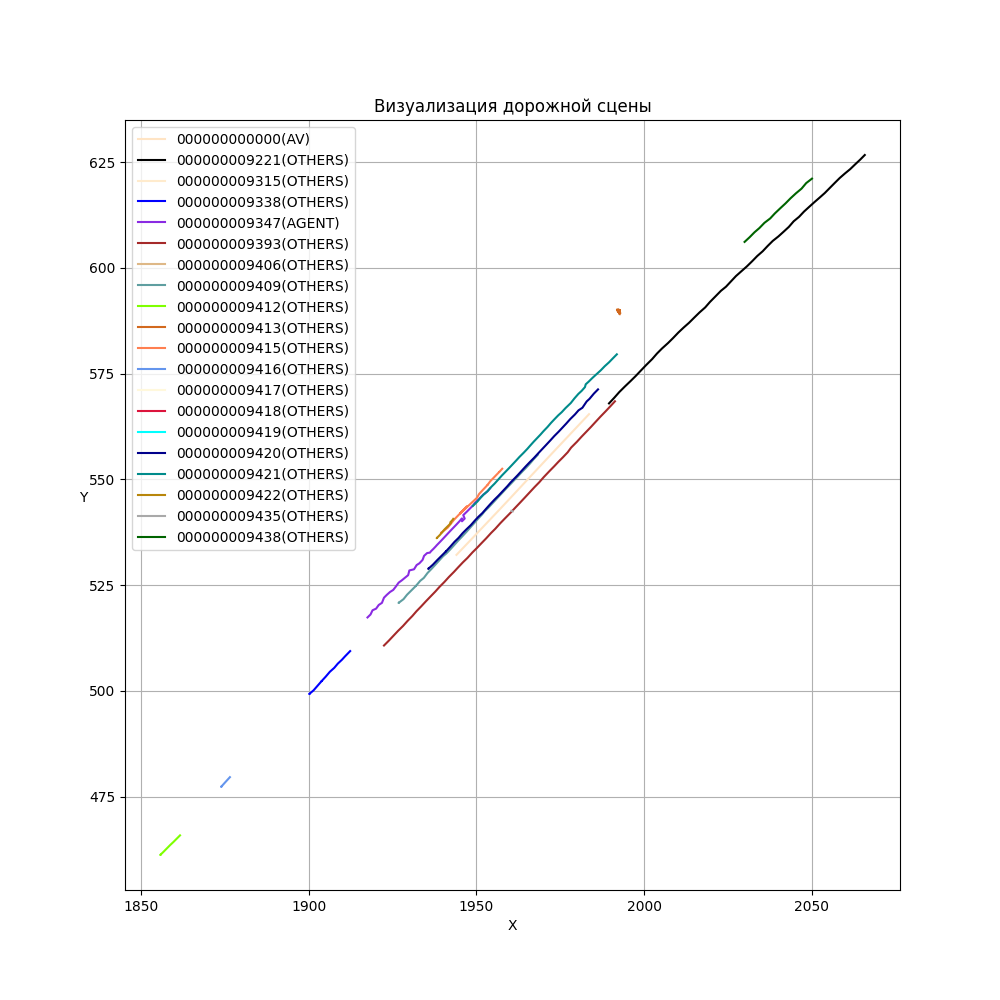 Визуализация дорожной сцены
000000000000(AV)
000000009221(OTHERS)
000000009315(OTHERS)
000000009338(OTHERS)
000000009347(AGENT)
000000009393(OTHERS)
000000009406(OTHERS)
000000009409(OTHERS)
000000009412(OTHERS)
000000009413(OTHERS)
000000009415(OTHERS)
000000009416(OTHERS)
000000009417(OTHERS)
000000009418(OTHERS)
000000009419(OTHERS)
000000009420(OTHERS)
000000009421(OTHERS)
000000009422(OTHERS)
000000009435(OTHERS)
000000009438(OTHERS)
625
600
575
550
525
500
475
Y
1850 1900 1950 2000 2050
X